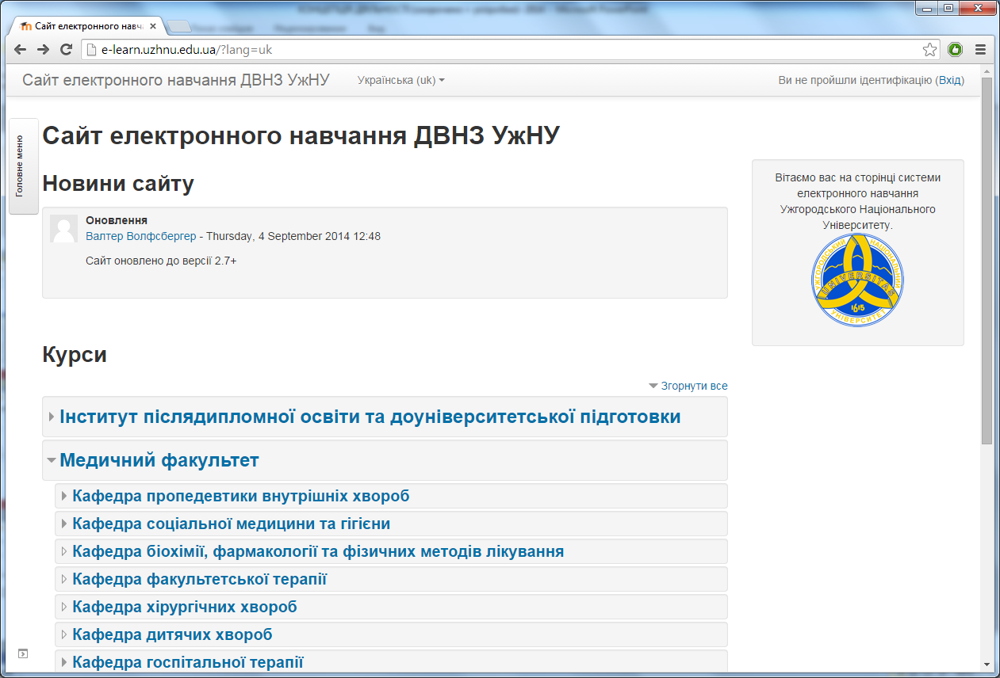 Сайт електронного навч
e-learn.uzhnu.edu.ua/?lang=uk
Сайт електронного навчання ДВНЗ УжНУ
Українська (uk)
Ви не пройшли ідентифікацію (Вхід)
Головне меню
Сайт електронного навчання ДВНЗ УжНУ
Новини сайту
Оновлення
Валтер Волфсбергер - Thursday, 4 September 2014 12:48
Сайт оновлено до версії 2.7+
Вітаємо вас на сторінці системи
електронного навчання
Ужгородського Національного
Університету.
УЖГОРОДСЬКИЙ НАЦІОНАЛЬНИЙ
UNIVERSITAS
1615
УНІВЕРСИТЕТ
Курси
Згорнути все
Інститут післядипломної освіти та доуніверситетської підготовки
Медичний факультет
Кафедра пропедевтики внутрішніх хвороб
Кафедра соціальної медицини та гігієни
Кафедра біохімії, фармакології та фізичних методів лікування
Кафедра факультетської терапії
Кафедра хірургічних хвороб
Кафедра дитячих хвороб
Кафедра госпітальної терапії